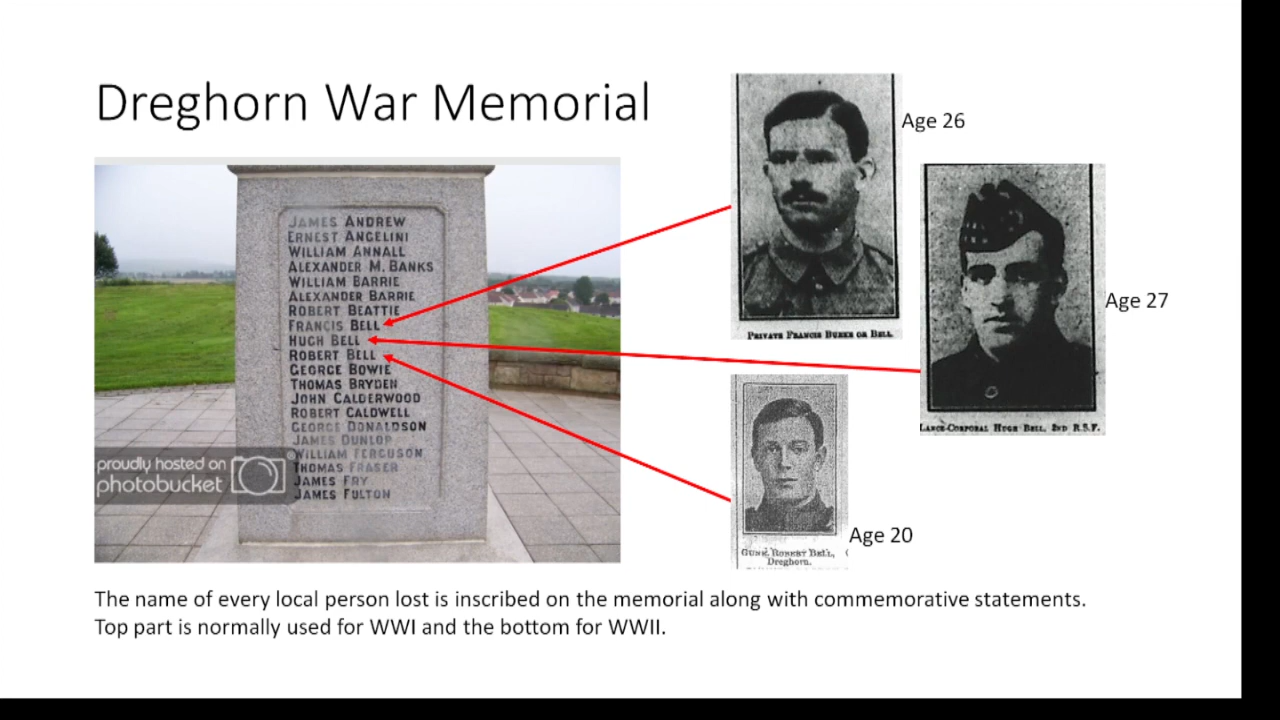 Dreghorn War Memorial
JAMES ANDREW
ERNEST ANGELINI
WILLIAM ANNALL
ALEXANDER M. BANKS
WILLIAM BARRIE
ALEXANDER BARRIE
ROBERT BEATTIE
FRANCIS BELL
HUGH BELL
ROBERT BELL
GEORGE BOWIE
THOMAS BRYDEN
JOHN CALDERWOOD
ROBERT CALDWELL
GEORGE DONALDSON
JAMES DUNLOP
WILLIAM FERGUSON
THOMAS FRASER
JAMES FRY
JAMES FULTON
proudly hosted on
photobucket
Age 26
PRIVATE FRANCIS BURKE OR BELL.
Age 27
LANCE-CORPORAL HUGH BELL, 2ND R.S.F.
Age 20
GUNR. ROBERT BELL,
Dreghorn.
The name of every local person lost is inscribed on the memorial along with commemorative statements.
Top part is normally used for WWI and the bottom for WWII.